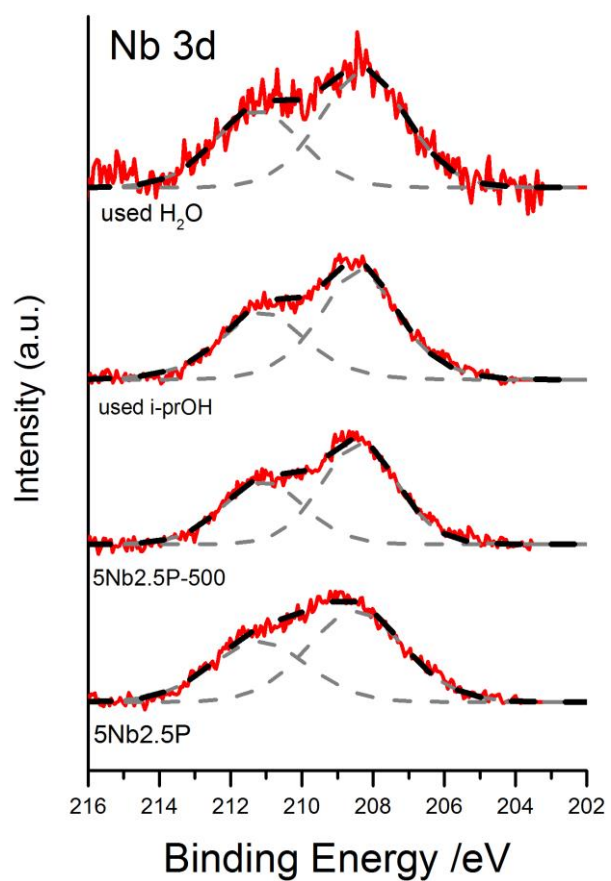 Nb 3d
used H₂O
used i-prOH
5Nb2.5P-500
5Nb2.5P
Intensity (a.u.)
216 214 212 210 208 206 204 202
Binding Energy /eV